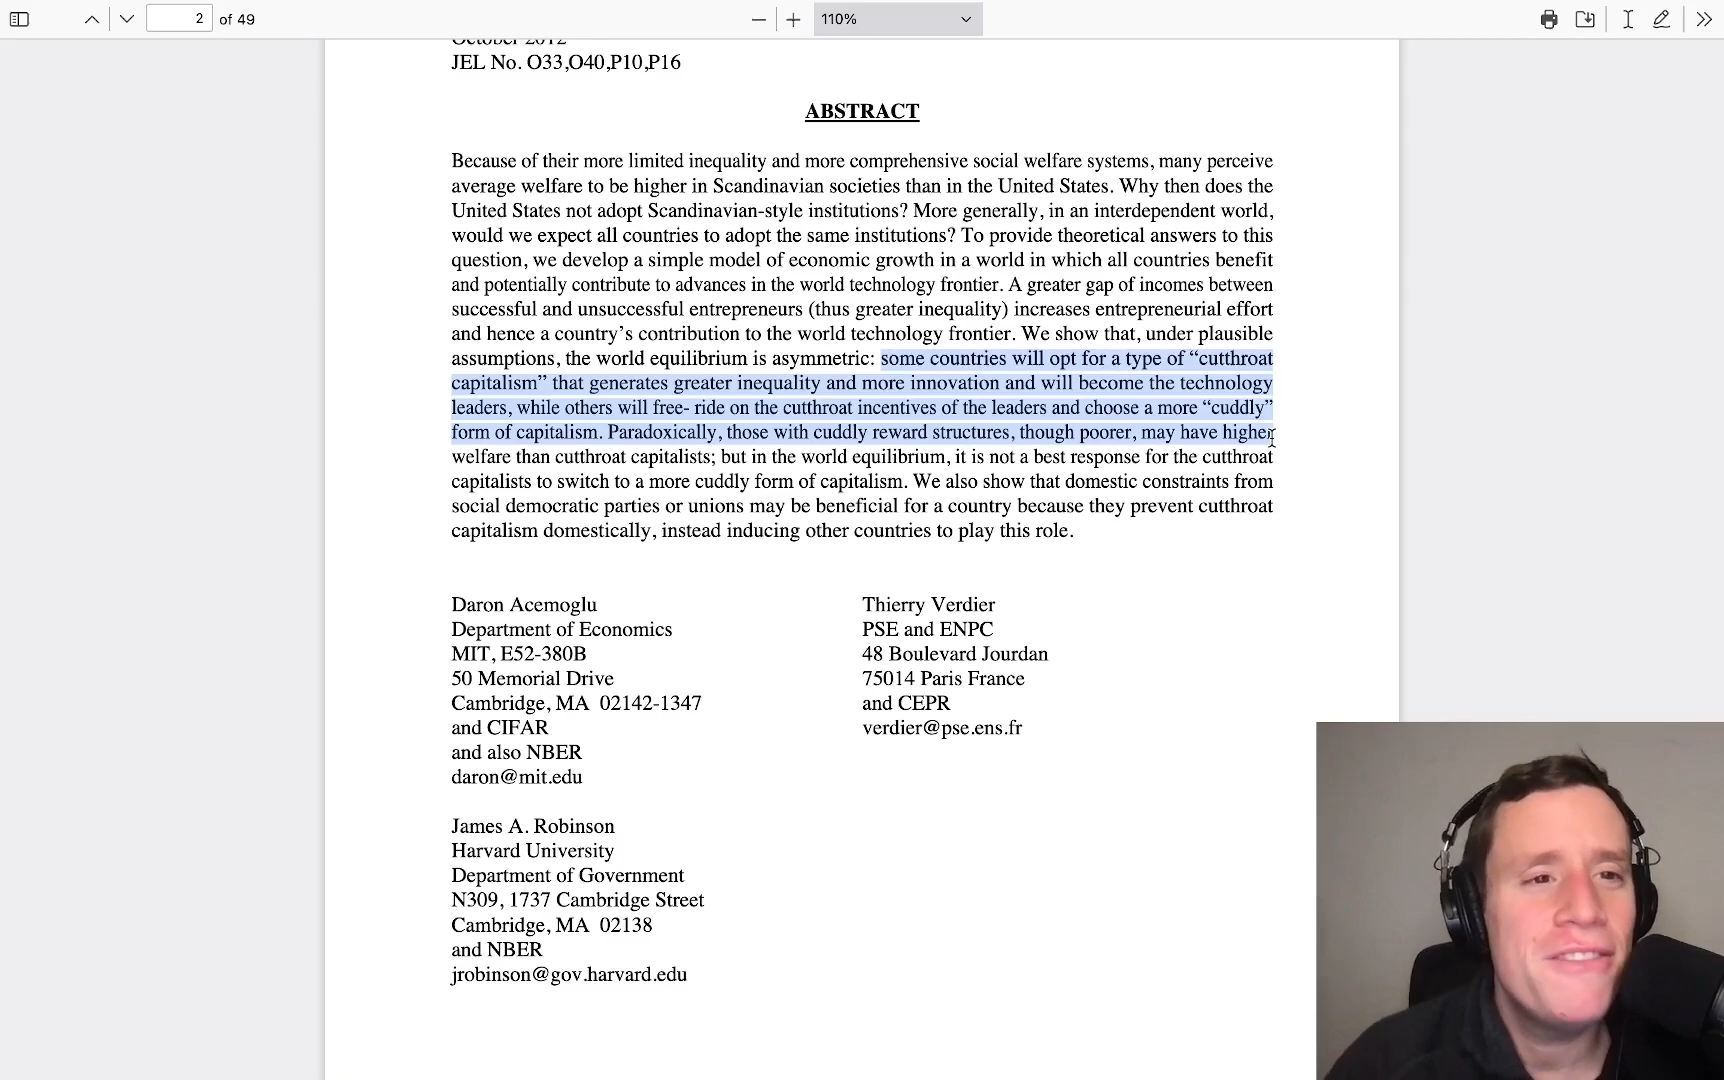 2
of 49
110%
October 2012
JEL No. O33,O40,P10,P16
ABSTRACT
Because of their more limited inequality and more comprehensive social welfare systems, many perceive
average welfare to be higher in Scandinavian societies than in the United States. Why then does the
United States not adopt Scandinavian-style institutions? More generally, in an interdependent world,
would we expect all countries to adopt the same institutions? To provide theoretical answers to this
question, we develop a simple model of economic growth in a world in which all countries benefit
and potentially contribute to advances in the world technology frontier. A greater gap of incomes between
successful and unsuccessful entrepreneurs (thus greater inequality) increases entrepreneurial effort
and hence a country’s contribution to the world technology frontier. We show that, under plausible
assumptions, the world equilibrium is asymmetric: some countries will opt for a type of “cutthroat
capitalism” that generates greater inequality and more innovation and will become the technology
leaders, while others will free- ride on the cutthroat incentives of the leaders and choose a more “cuddly”
form of capitalism. Paradoxically, those with cuddly reward structures, though poorer, may have higher
welfare than cutthroat capitalists; but in the world equilibrium, it is not a best response for the cutthroat
capitalists to switch to a more cuddly form of capitalism. We also show that domestic constraints from
social democratic parties or unions may be beneficial for a country because they prevent cutthroat
capitalism domestically, instead inducing other countries to play this role.
Daron Acemoglu
Department of Economics
MIT, E52-380B
50 Memorial Drive
Cambridge, MA 02142-1347
and CIFAR
and also NBER
daron@mit.edu
Thierry Verdier
PSE and ENPC
48 Boulevard Jourdan
75014 Paris France
and CEPR
verdier@pse.ens.fr
James A. Robinson
Harvard University
Department of Government
N309, 1737 Cambridge Street
Cambridge, MA 02138
and NBER
jrobinson@gov.harvard.edu